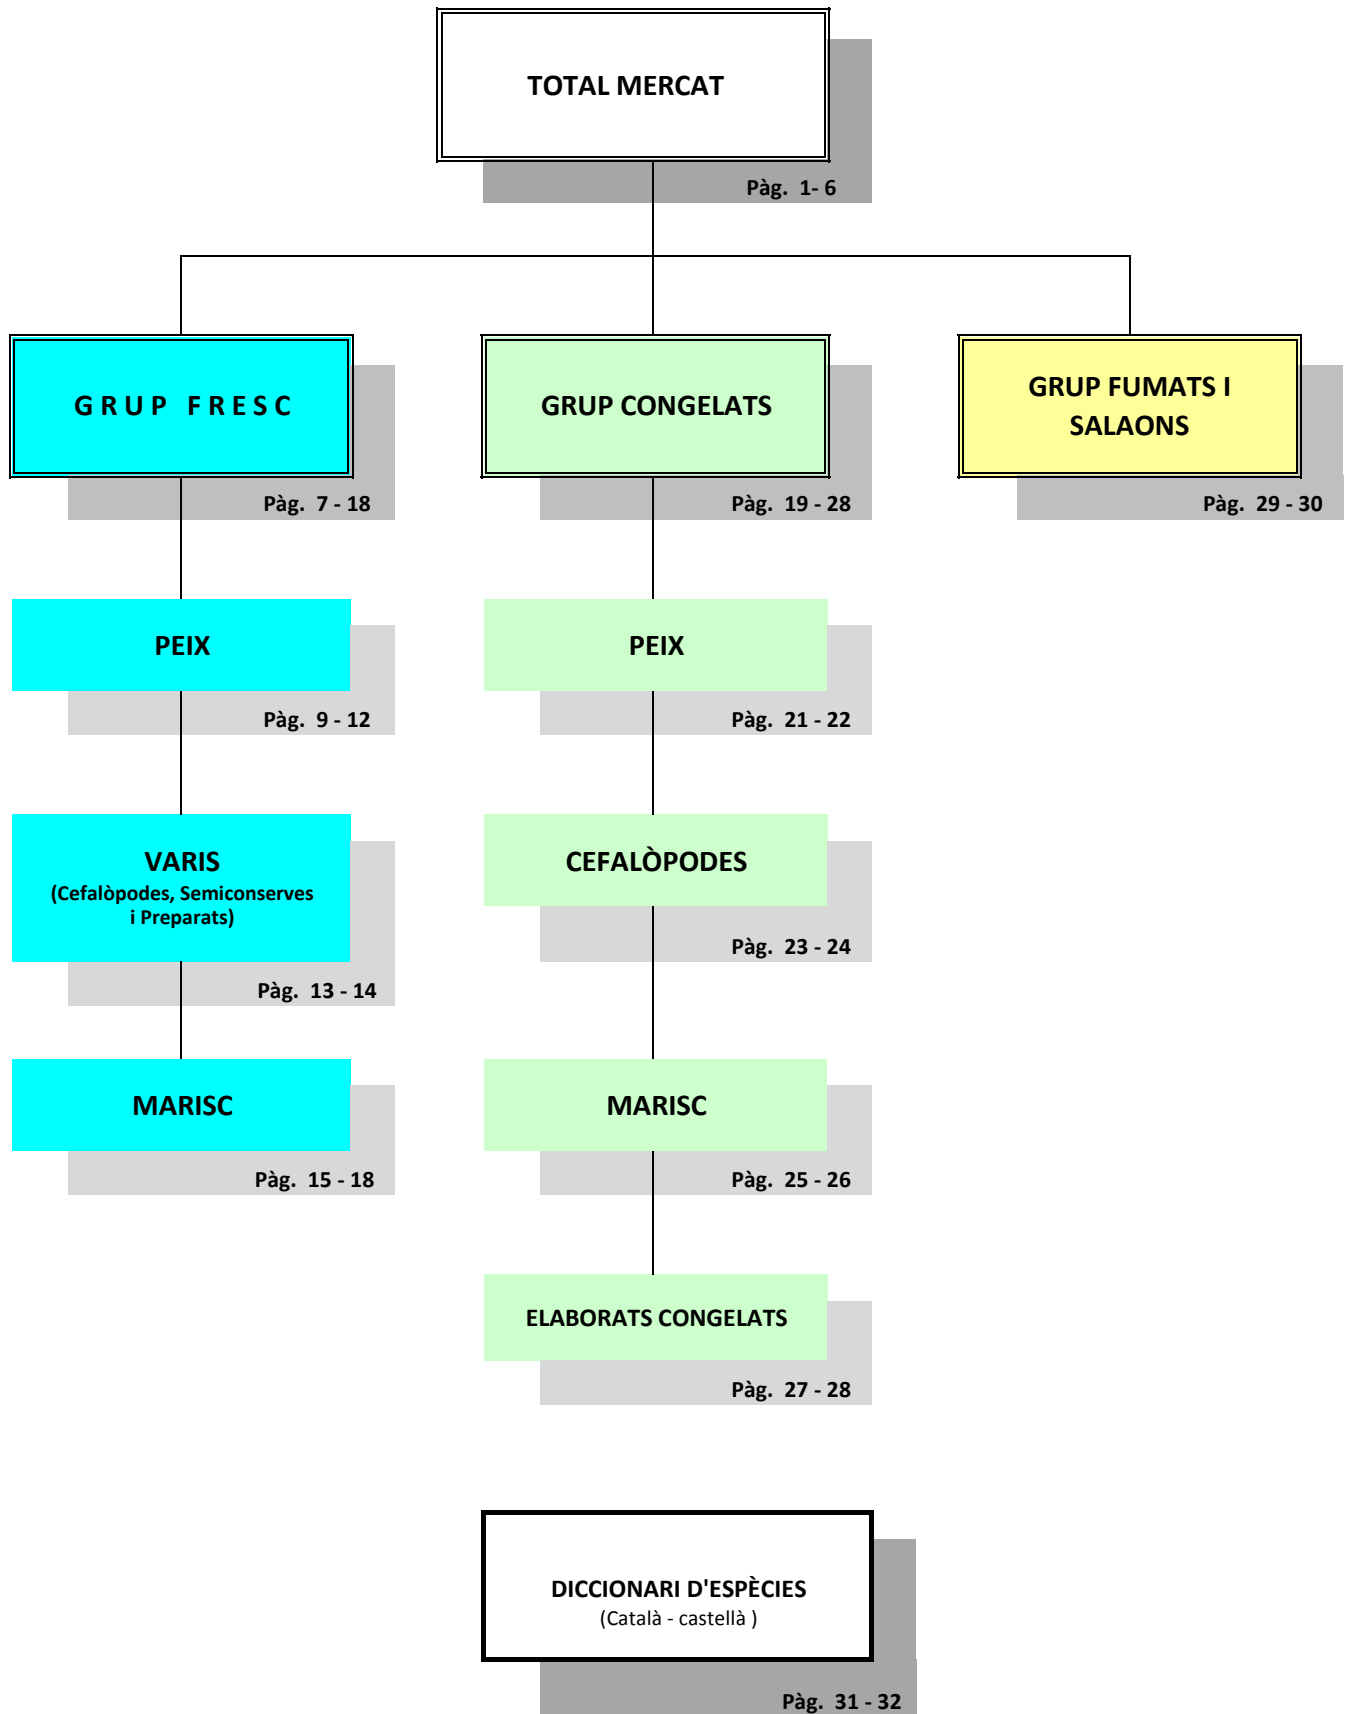 TOTAL MERCAT
Pàg. 1- 6
GRUP FRESC
Pàg. 7 - 18
GRUP CONGELATS
Pàg. 19 - 28
GRUP FUMATS I
SALAONS
Pàg. 29 - 30
PEIX
Pàg. 9 - 12
PEIX
Pàg. 21 - 22
VARIS
(Cefalòpodes, Semiconserves
i Preparats)
Pàg. 13 - 14
CEFALÒPODES
Pàg. 23 - 24
MARISC
Pàg. 15 - 18
MARISC
Pàg. 25 - 26
ELABORATS CONGELATS
Pàg. 27 - 28
DICCIONARI D'ESPÈCIES
(Català - castellà )
Pàg. 31 - 32